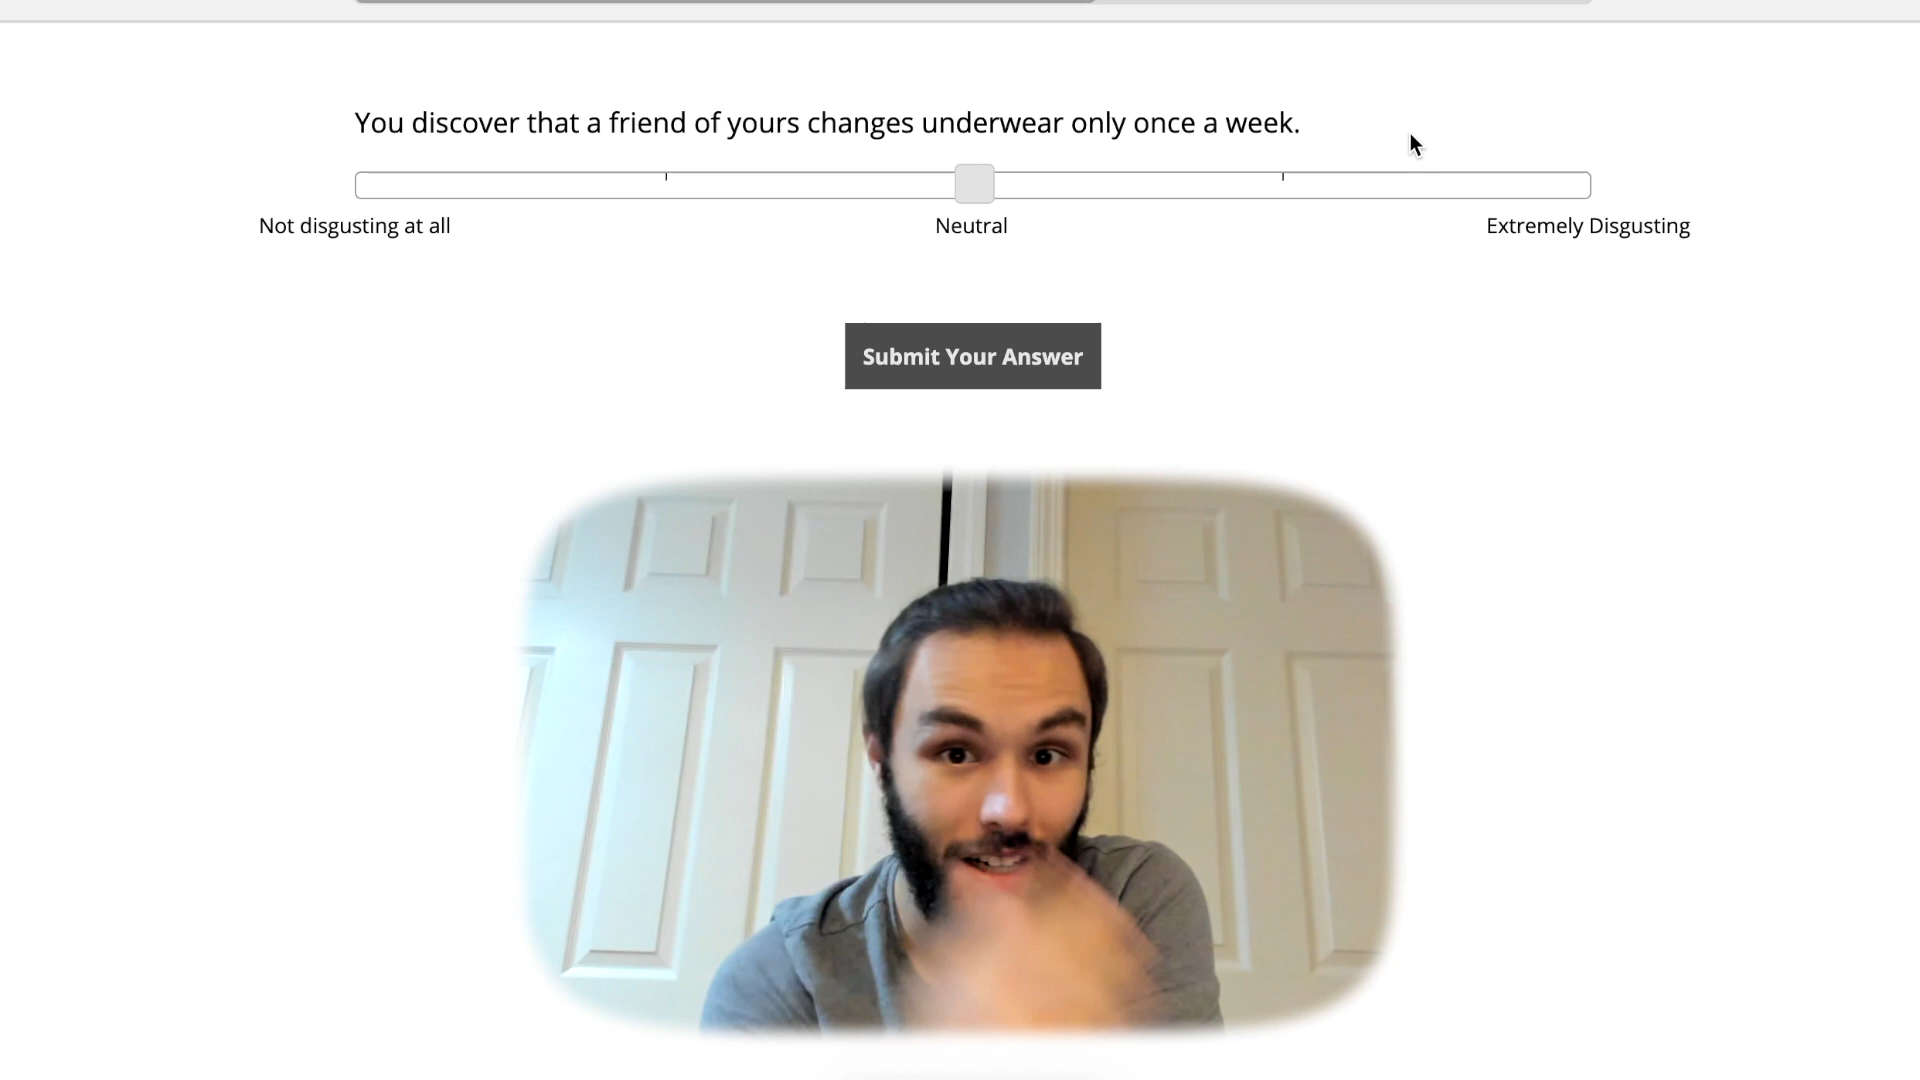 You discover that a friend of yours changes underwear only once a week.
Not disgusting at all
Neutral
Extremely Disgusting
Submit Your Answer